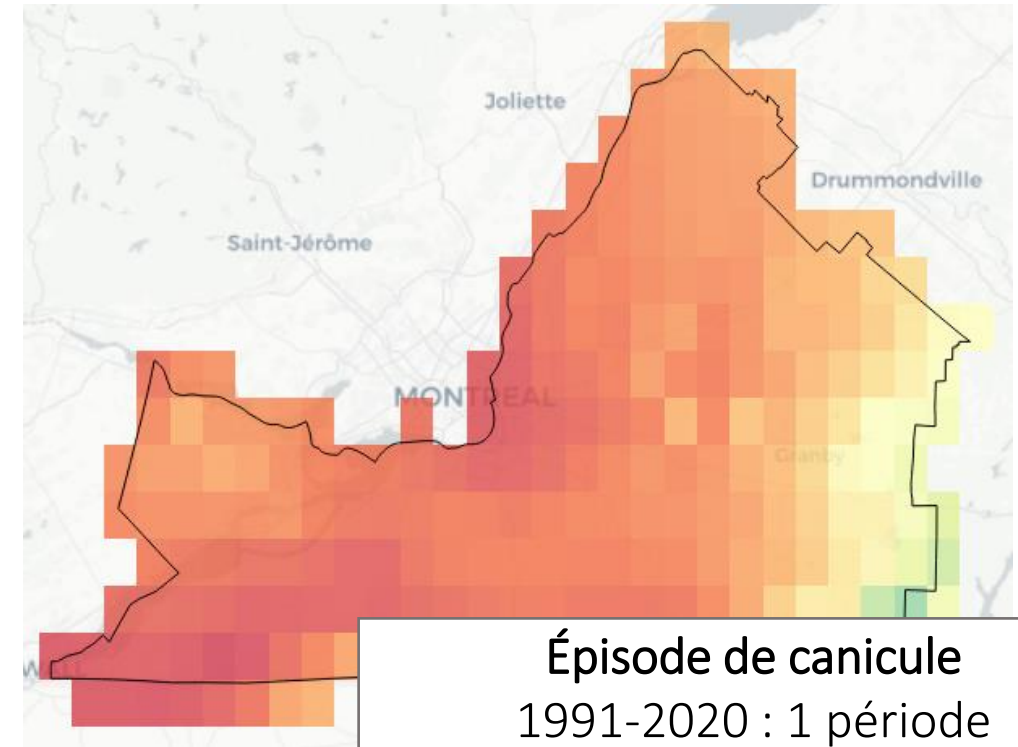 Joliette
Drummondville
Saint-Jérôme
MONTREAL
Granby
Épisode de canicule
1991-2020 : 1 période